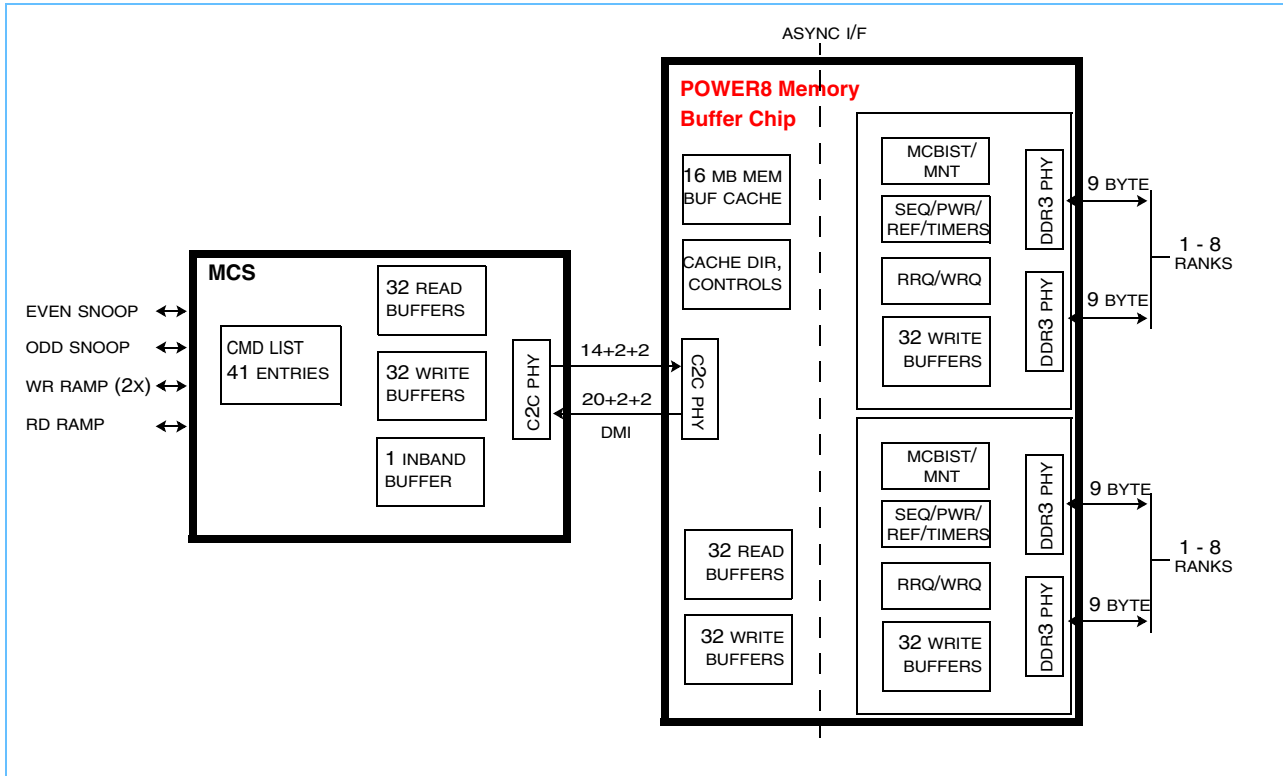 ASYNC I/F
POWER8 Memory
Buffer Chip
MCS
EVEN SNOOP
ODD SNOOP
WR RAMP (2X)
RD RAMP
CMD LIST
41 ENTRIES
32 READ
BUFFERS
32 WRITE
BUFFERS
1 INBAND
BUFFER
C2C PHY
14+2+2
20+2+2
DMI
C2C PHY
16 MB MEM
BUF CACHE
CACHE DIR,
CONTROLS
32 READ
BUFFERS
32 WRITE
BUFFERS
MCBIST/
MNT
SEQ/PWR/
REF/TIMERS
RRQ/WRQ
32 WRITE
BUFFERS
DDR3 PHY
DDR3 PHY
9 BYTE
9 BYTE
1 - 8
RANKS
MCBIST/
MNT
SEQ/PWR/
REF/TIMERS
RRQ/WRQ
32 WRITE
BUFFERS
DDR3 PHY
DDR3 PHY
9 BYTE
9 BYTE
1 - 8
RANKS